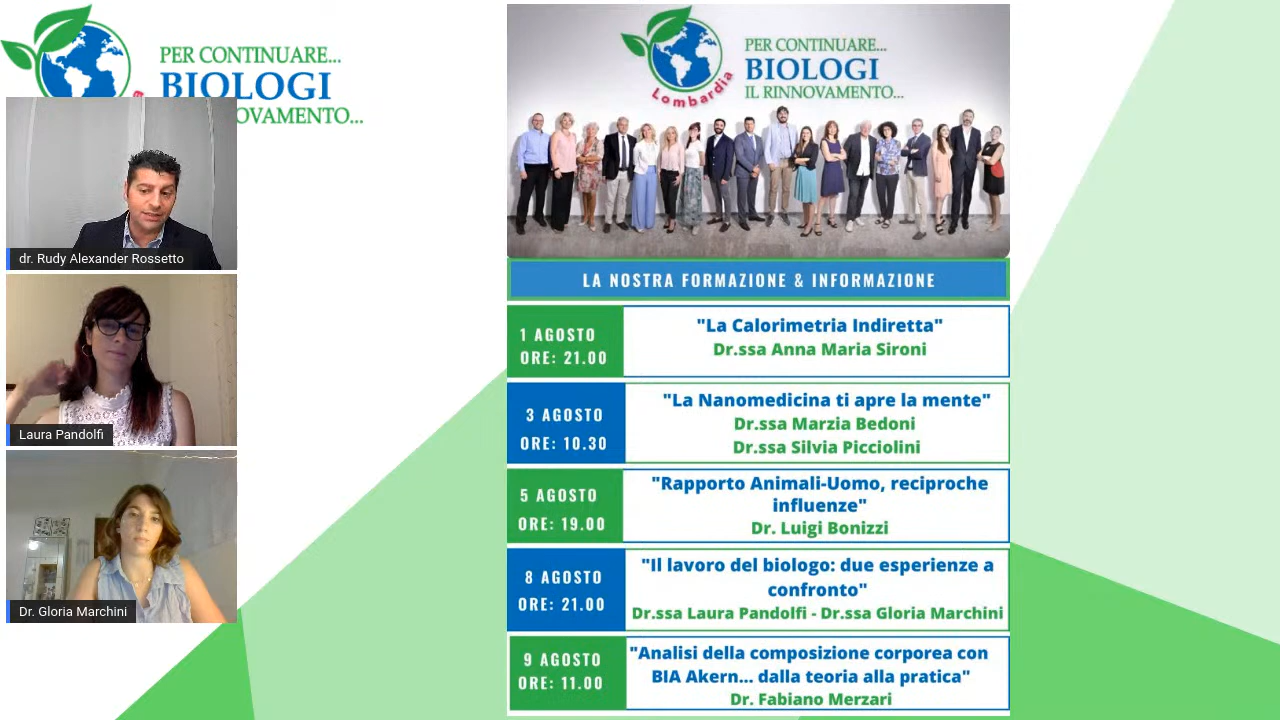 PER CONTINUARE...
BIOLOGI
OVAMENTO...
dr. Rudy Alexander Rossetto
Laura Pandolfi
Dr. Gloria Marchini
PER CONTINUARE...
BIOLOGI
IL RINNOVAMENTO...
Lombardia
LA NOSTRA FORMAZIONE & INFORMAZIONE
1 AGOSTO
ORE: 21.00
"La Calorimetria Indiretta"
Dr.ssa Anna Maria Sironi
3 AGOSTO
ORE: 10.30
"La Nanomedicina ti apre la mente"
Dr.ssa Marzia Bedoni
Dr.ssa Silvia Picciolini
5 AGOSTO
ORE: 19.00
"Rapporto Animali-Uomo, reciproche
influenze"
Dr. Luigi Bonizzi
8 AGOSTO
ORE: 21.00
"Il lavoro del biologo: due esperienze a
confronto"
Dr.ssa Laura Pandolfi - Dr.ssa Gloria Marchini
9 AGOSTO
ORE: 11.00
"Analisi della composizione corporea con
BIA Akern... dalla teoria alla pratica"
Dr. Fabiano Merzari